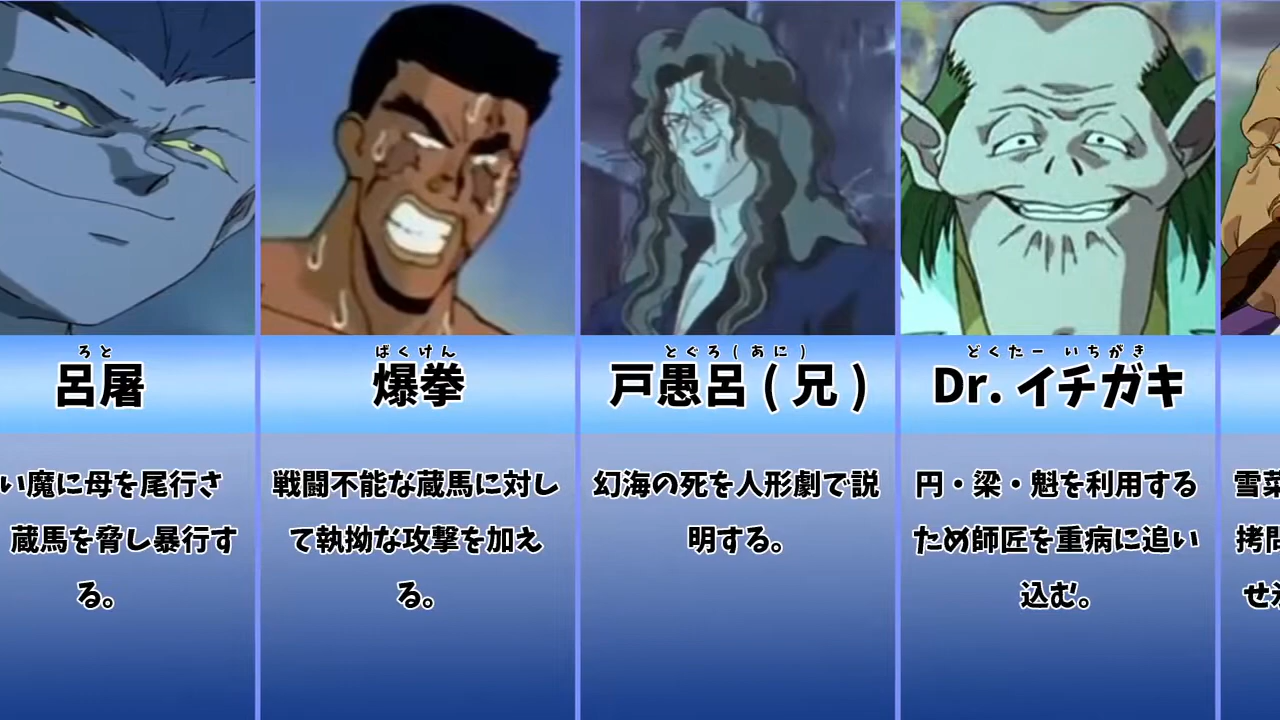 ろと
呂屠
い魔に母を尾行さ
蔵馬を脅し暴行す
る。
ばくけん
爆拳
戦闘不能な蔵馬に対し
て執拗な攻撃を加え
る。
とぐろ(あに)
戸愚呂(兄)
幻海の死を人形劇で説
明する。
どくたー いちがき
Dr.イチガキ
円・梁・魁を利用する
ため師匠を重病に追い
込む。
雪菜
拷問
せ氷